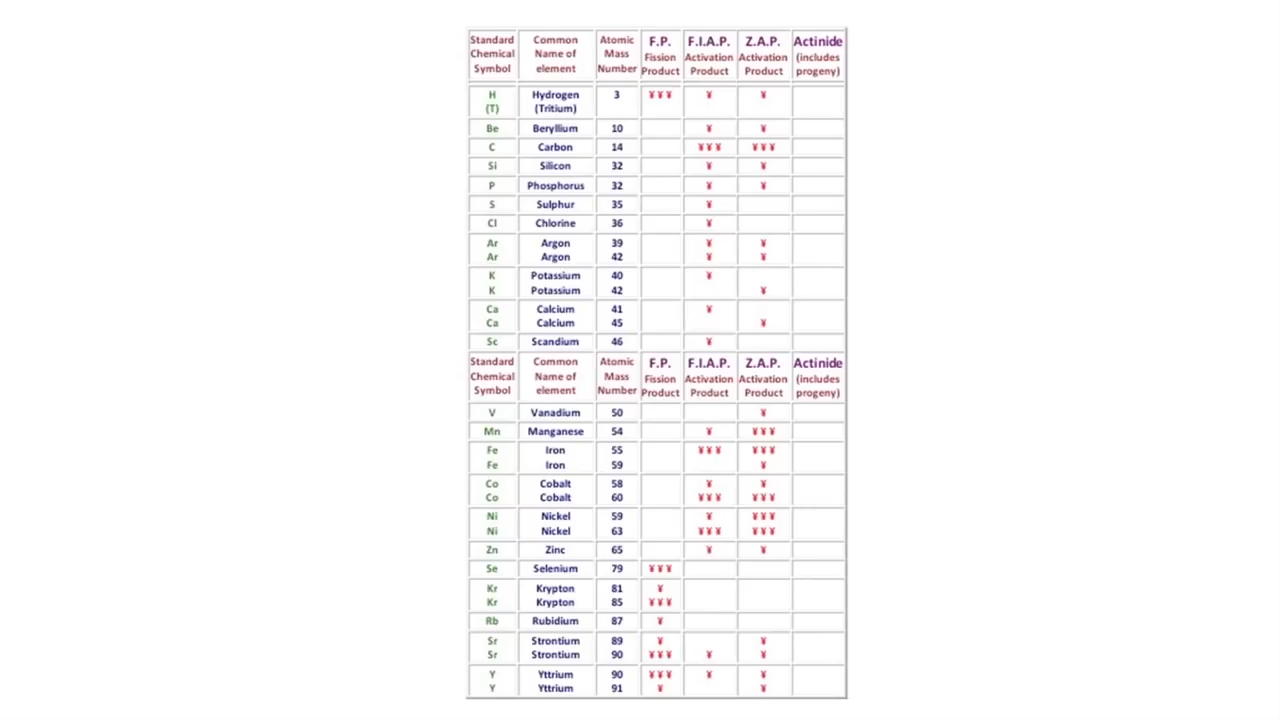 Standard Common Atomic F.P. F.I.A.P. Z.A.P. Actinide
Chemical Name of Mass Fission Activation Activation (includes
Symbol element Number Product Product Product progeny)
H Hydrogen 3 ¥ ¥ ¥ ¥ ¥
(T) (Tritium)
Be Beryllium 10 ¥ ¥
C Carbon 14 ¥ ¥ ¥ ¥ ¥ ¥
Si Silicon 32 ¥ ¥
P Phosphorus 32 ¥ ¥
S Sulphur 35 ¥
Cl Chlorine 36 ¥
Ar Argon 39 ¥ ¥
Ar Argon 42 ¥ ¥
K Potassium 40 ¥
K Potassium 42 ¥
Ca Calcium 41 ¥
Ca Calcium 45 ¥
Sc Scandium 46 ¥
Standard Common Atomic F.P. F.I.A.P. Z.A.P. Actinide
Chemical Name of Mass Fission Activation Activation (includes
Symbol element Number Product Product Product progeny)
V Vanadium 50 ¥
Mn Manganese 54 ¥ ¥ ¥ ¥
Fe Iron 55 ¥ ¥ ¥ ¥ ¥ ¥
Fe Iron 59 ¥
Co Cobalt 58 ¥ ¥
Co Cobalt 60 ¥ ¥ ¥ ¥ ¥ ¥
Ni Nickel 59 ¥ ¥ ¥ ¥
Ni Nickel 63 ¥ ¥ ¥ ¥ ¥ ¥
Zn Zinc 65 ¥ ¥
Se Selenium 79 ¥ ¥ ¥
Kr Krypton 81 ¥
Kr Krypton 85 ¥ ¥ ¥
Rb Rubidium 87 ¥
Sr Strontium 89 ¥ ¥
Sr Strontium 90 ¥ ¥ ¥ ¥ ¥
Y Yttrium 90 ¥ ¥ ¥ ¥ ¥
Y Yttrium 91 ¥ ¥